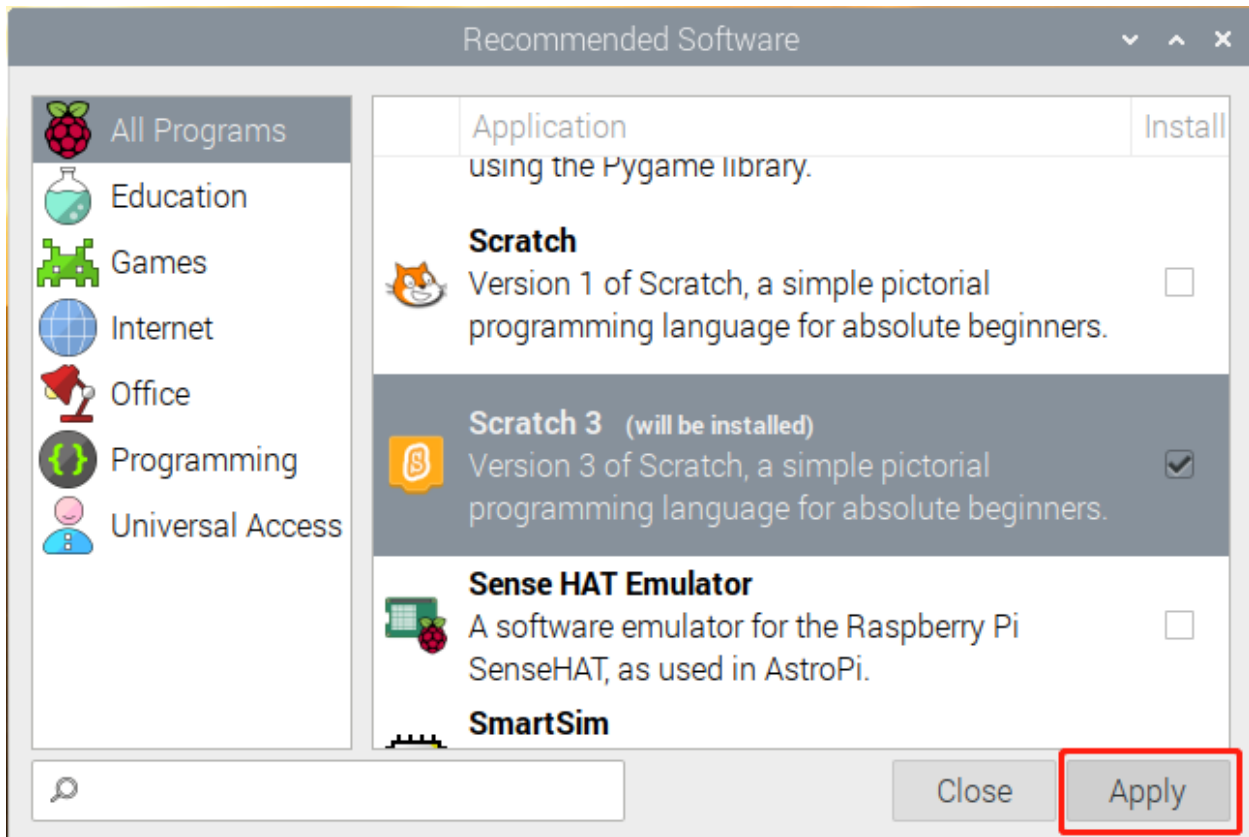 Recommended Software
All Programs
Education
Games
Internet
Office
Programming
Universal Access
Application
Install
using the Pygame library.
Scratch
Version 1 of Scratch, a simple pictorial
programming language for absolute beginners.
Scratch 3 (will be installed)
Version 3 of Scratch, a simple pictorial
programming language for absolute beginners.
Sense HAT Emulator
A software emulator for the Raspberry Pi
SenseHAT, as used in AstroPi.
SmartSim
Close
Apply